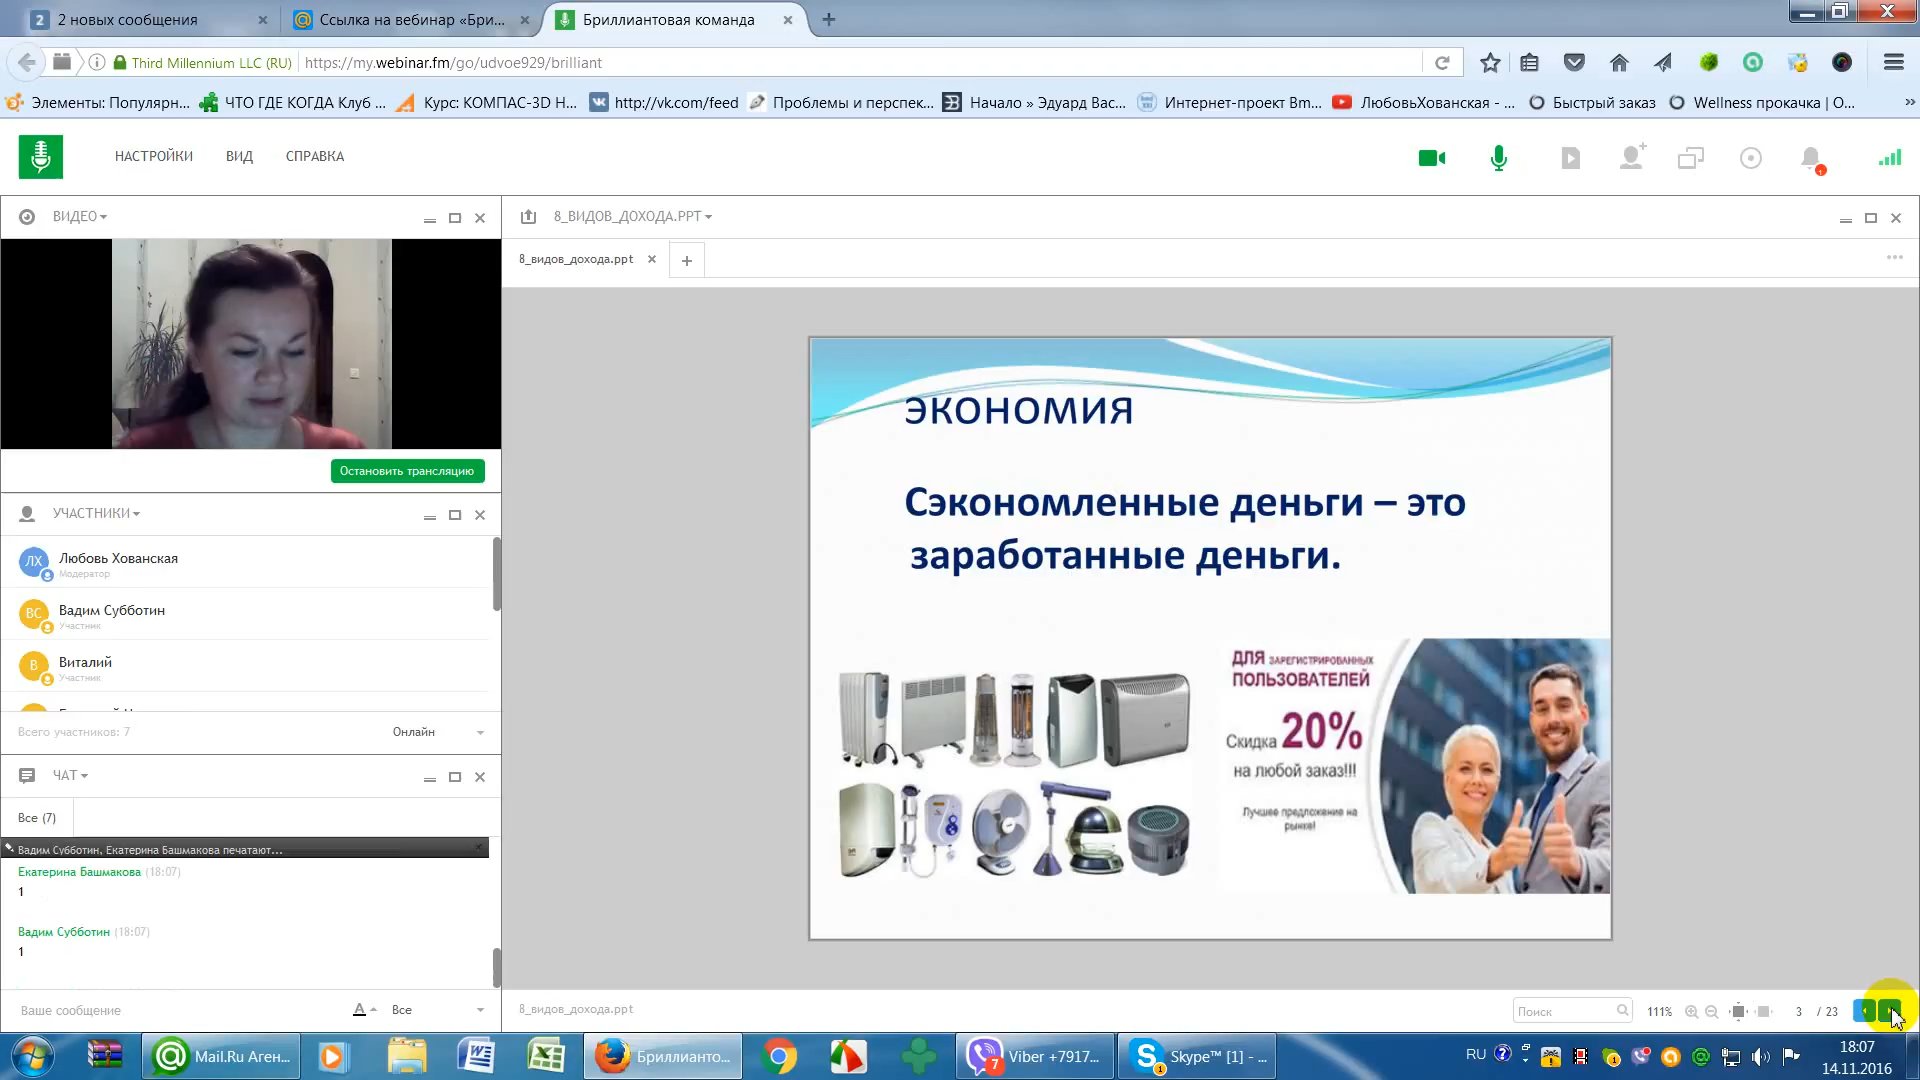 2 новых сообщения
Ссылка на вебинар «Бри...
Бриллиантовая команда
Third Millennium LLC (RU)
https://my.webinar.fm/go/udvoe929/brilliant
Элементы: Популярн...
ЧТО ГДЕ КОГДА Клуб ...
Курс: КОМПАС-3D Н...
http://vk.com/feed
Проблемы и перспек...
Начало » Эдуард Вас...
Интернет-проект Вm...
ЛюбовьХованская - ...
Быстрый заказ
Wellness прокачка | О...
НАСТРОЙКИ
ВИД
СПРАВКА
ВИДЕО
Остановить трансляцию
УЧАСТНИКИ
ЛХ
Любовь Хованская
Модератор
ВС
Вадим Субботин
Участник
В
Виталий
Участник
Всего участников: 7
Онлайн
ЧАТ
Все (7)
Вадим Субботин, Екатерина Башмакова печатают...
Екатерина Башмакова (18:07)
1
Вадим Субботин (18:07)
1
Ваше сообщение
А
Все
8_ВИДОВ_ДОХОДА.PPT
8_видов_дохода.ppt
ЭКОНОМИЯ
Сэкономленные деньги – это
заработанные деньги.
ДЛЯ ЗАРЕГИСТРИРОВАННЫХ
ПОЛЬЗОВАТЕЛЕЙ
Скидка 20%
на любой заказ!!!
Лучшее предложение на
рынке!
8_видов_дохода.ppt
Поиск
111%
3
/ 23
Mail.Ru Аген...
Бриллианто...
7
Viber +7917...
Skype™ [1] - ...
RU
18:07
14.11.2016